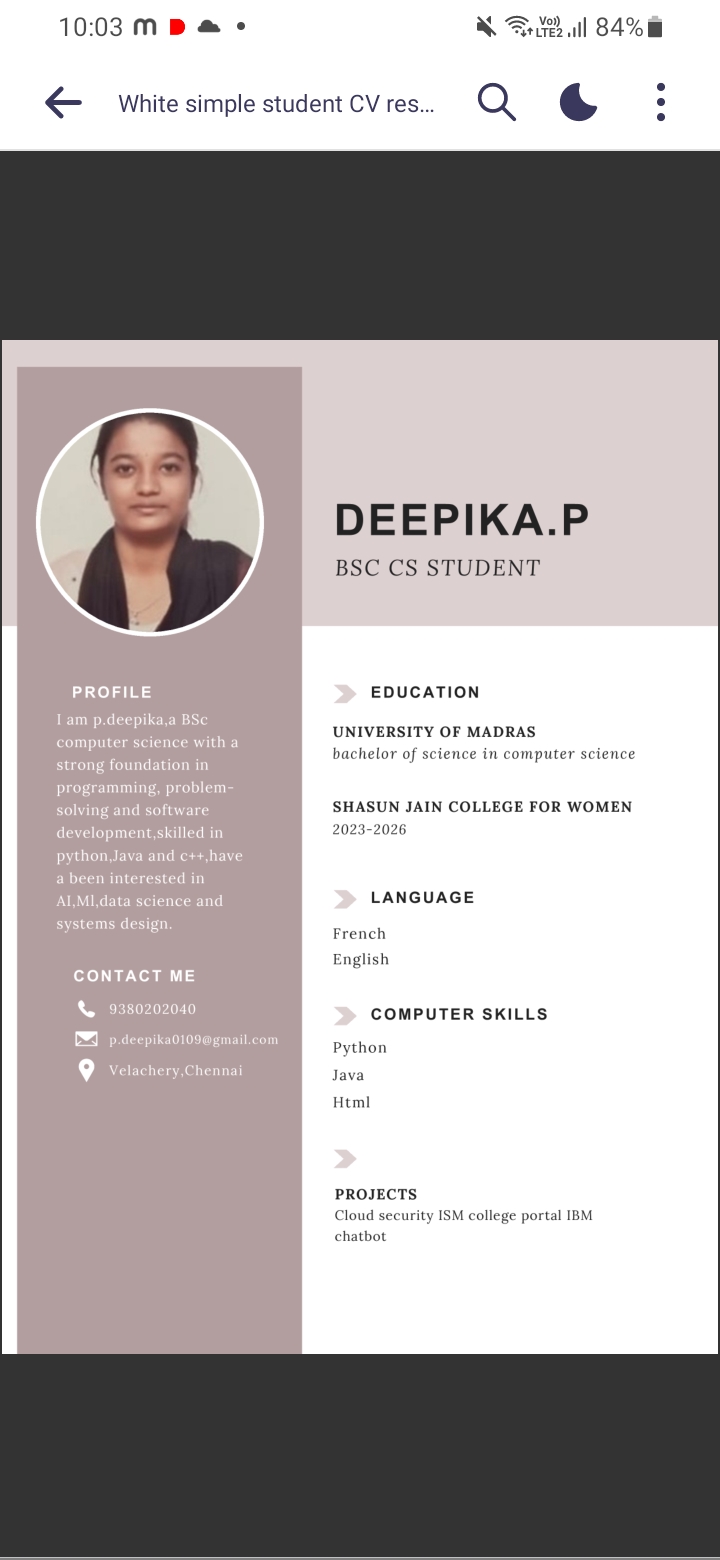 10:03 m
Vo)) LTE2 84%
White simple student CV res...
DEEPIKA.P
BSC CS STUDENT
PROFILE
I am p.deepika,a BSc
computer science with a
strong foundation in
programming, problem-
solving and software
development,skilled in
python,Java and c++,have
a been interested in
AI,Ml,data science and
systems design.
CONTACT ME
9380202040
p.deepika0109@gmail.com
Velachery,Chennai
EDUCATION
UNIVERSITY OF MADRAS
bachelor of science in computer science
SHASUN JAIN COLLEGE FOR WOMEN
2023-2026
LANGUAGE
French
English
COMPUTER SKILLS
Python
Java
Html
PROJECTS
Cloud security ISM college portal IBM
chatbot